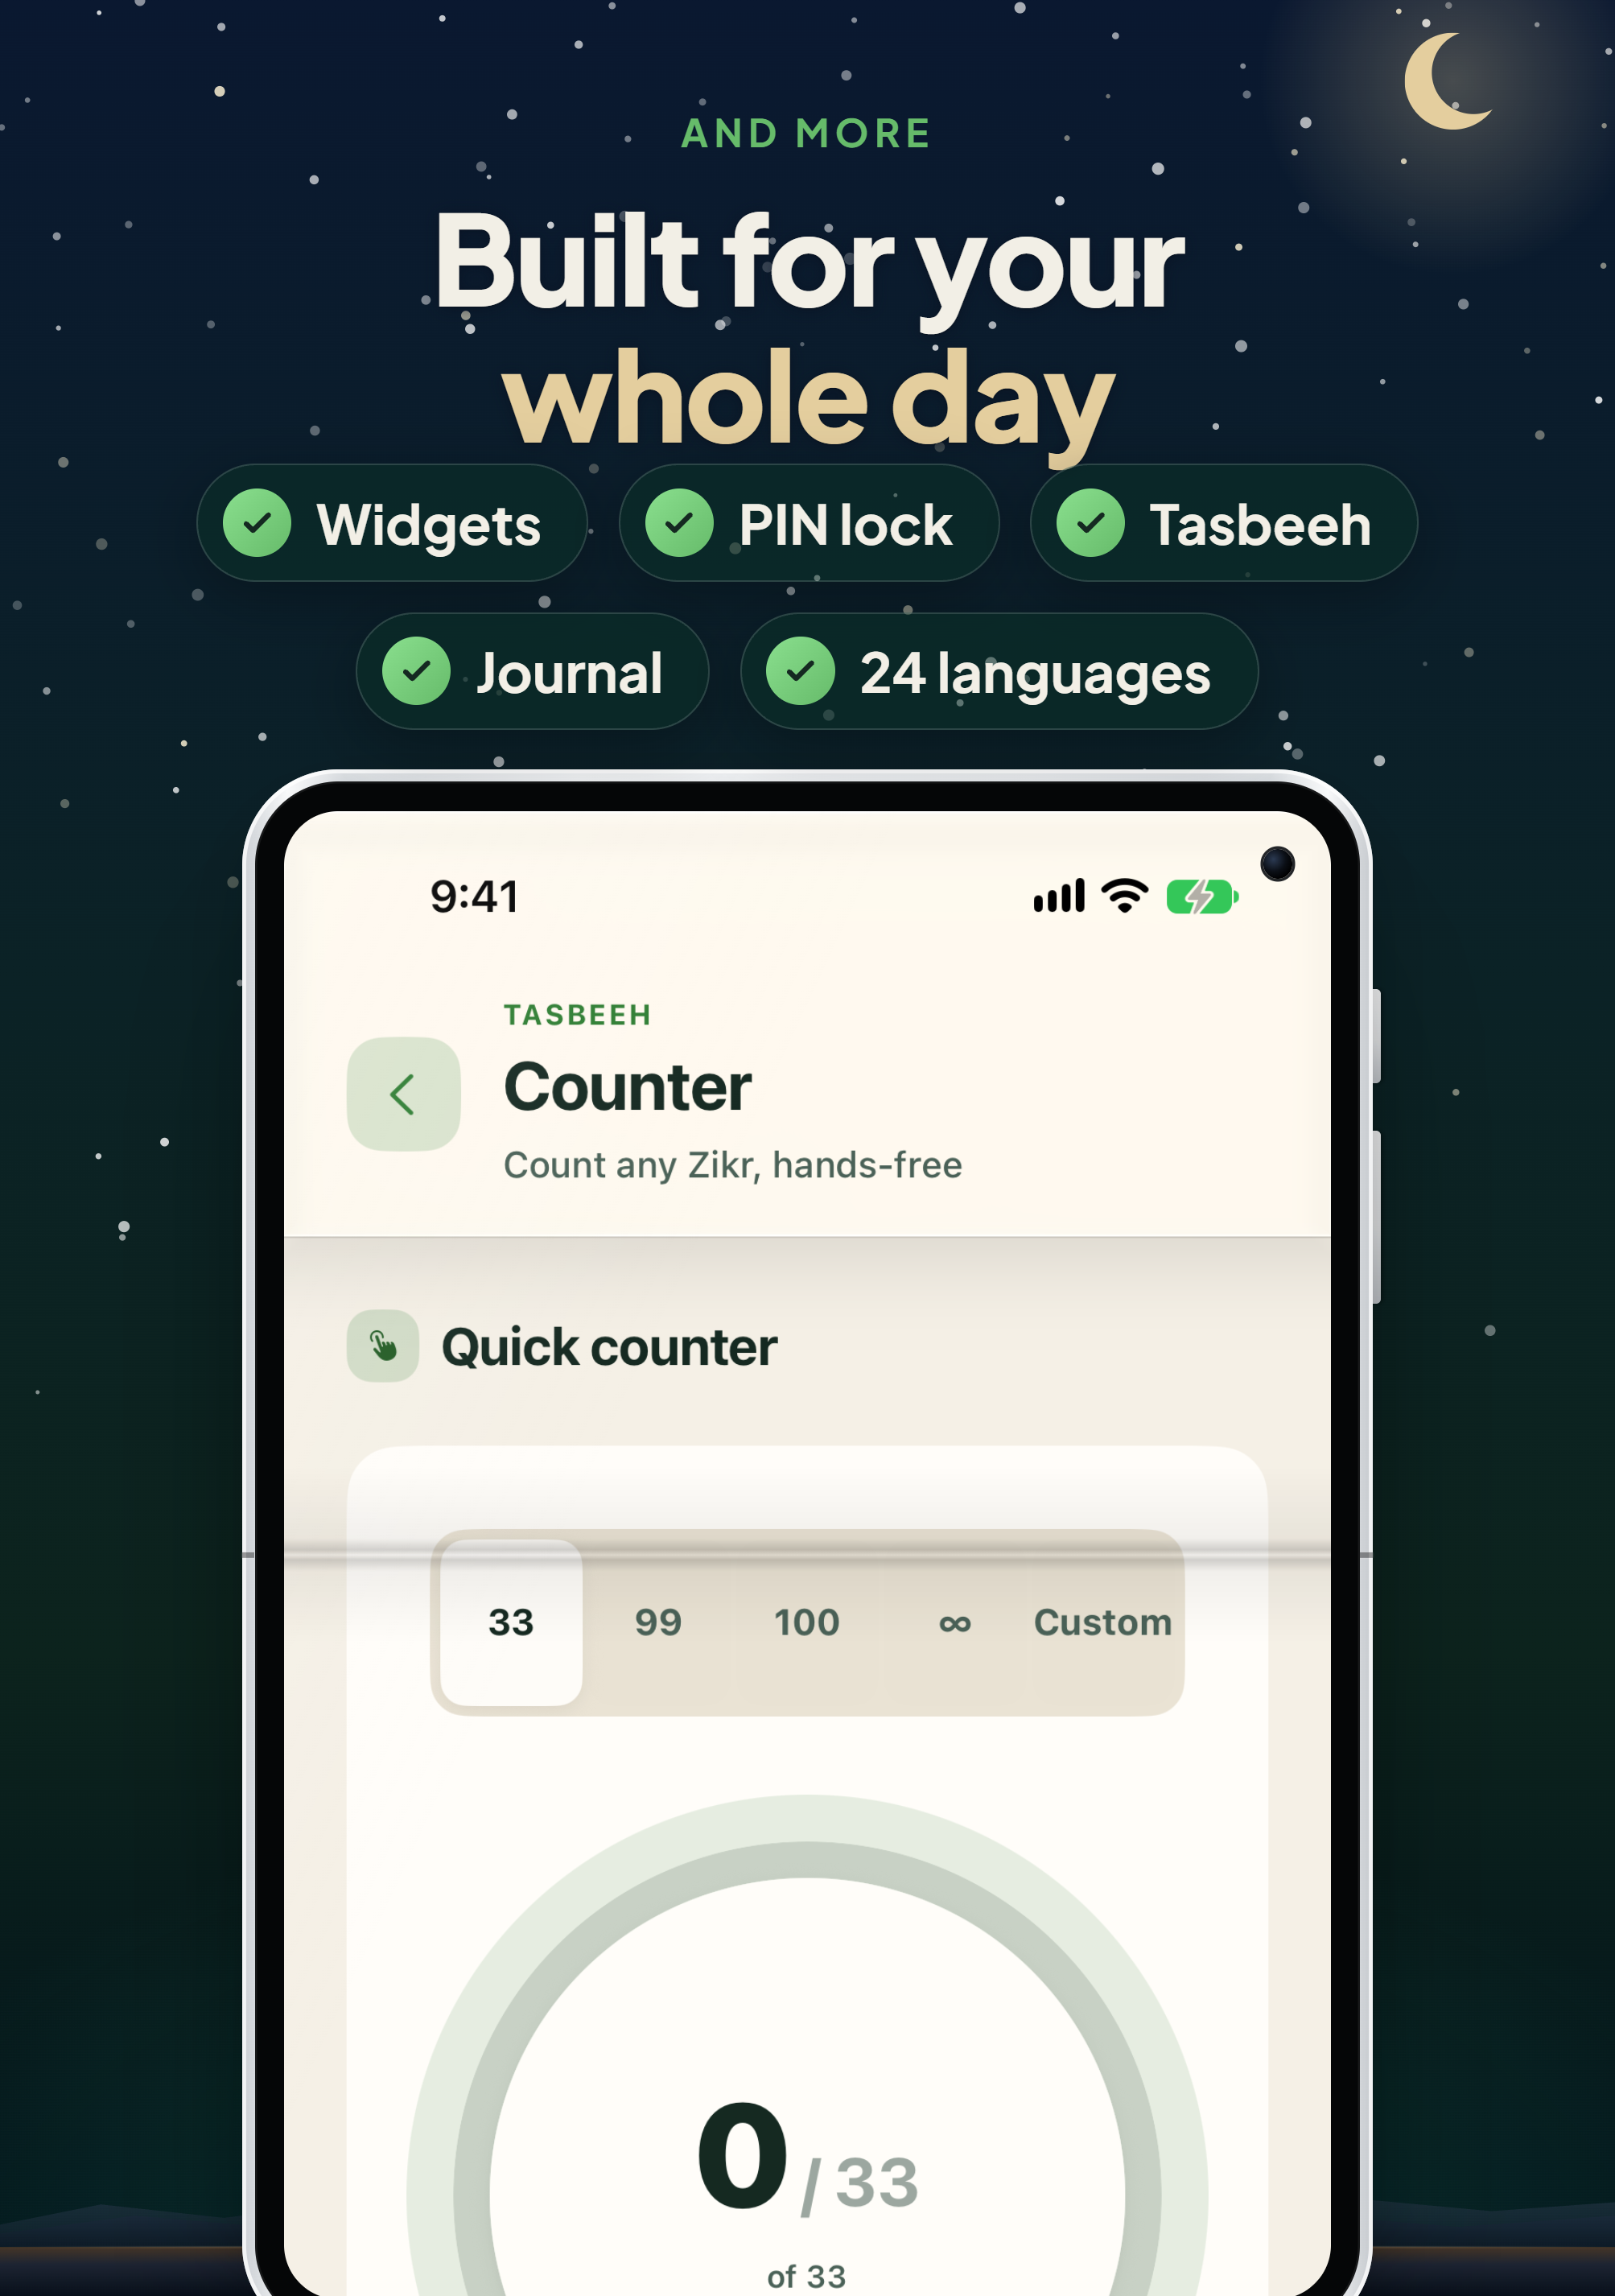 AND MORE
Built for your
whole day
Widgets
PIN lock
Tasbeeh
Journal
24 languages
9:41
TASBEEH
Counter
Count any Zikr, hands-free
Quick counter
33 99 100 ∞ Custom
0 / 33
of 33